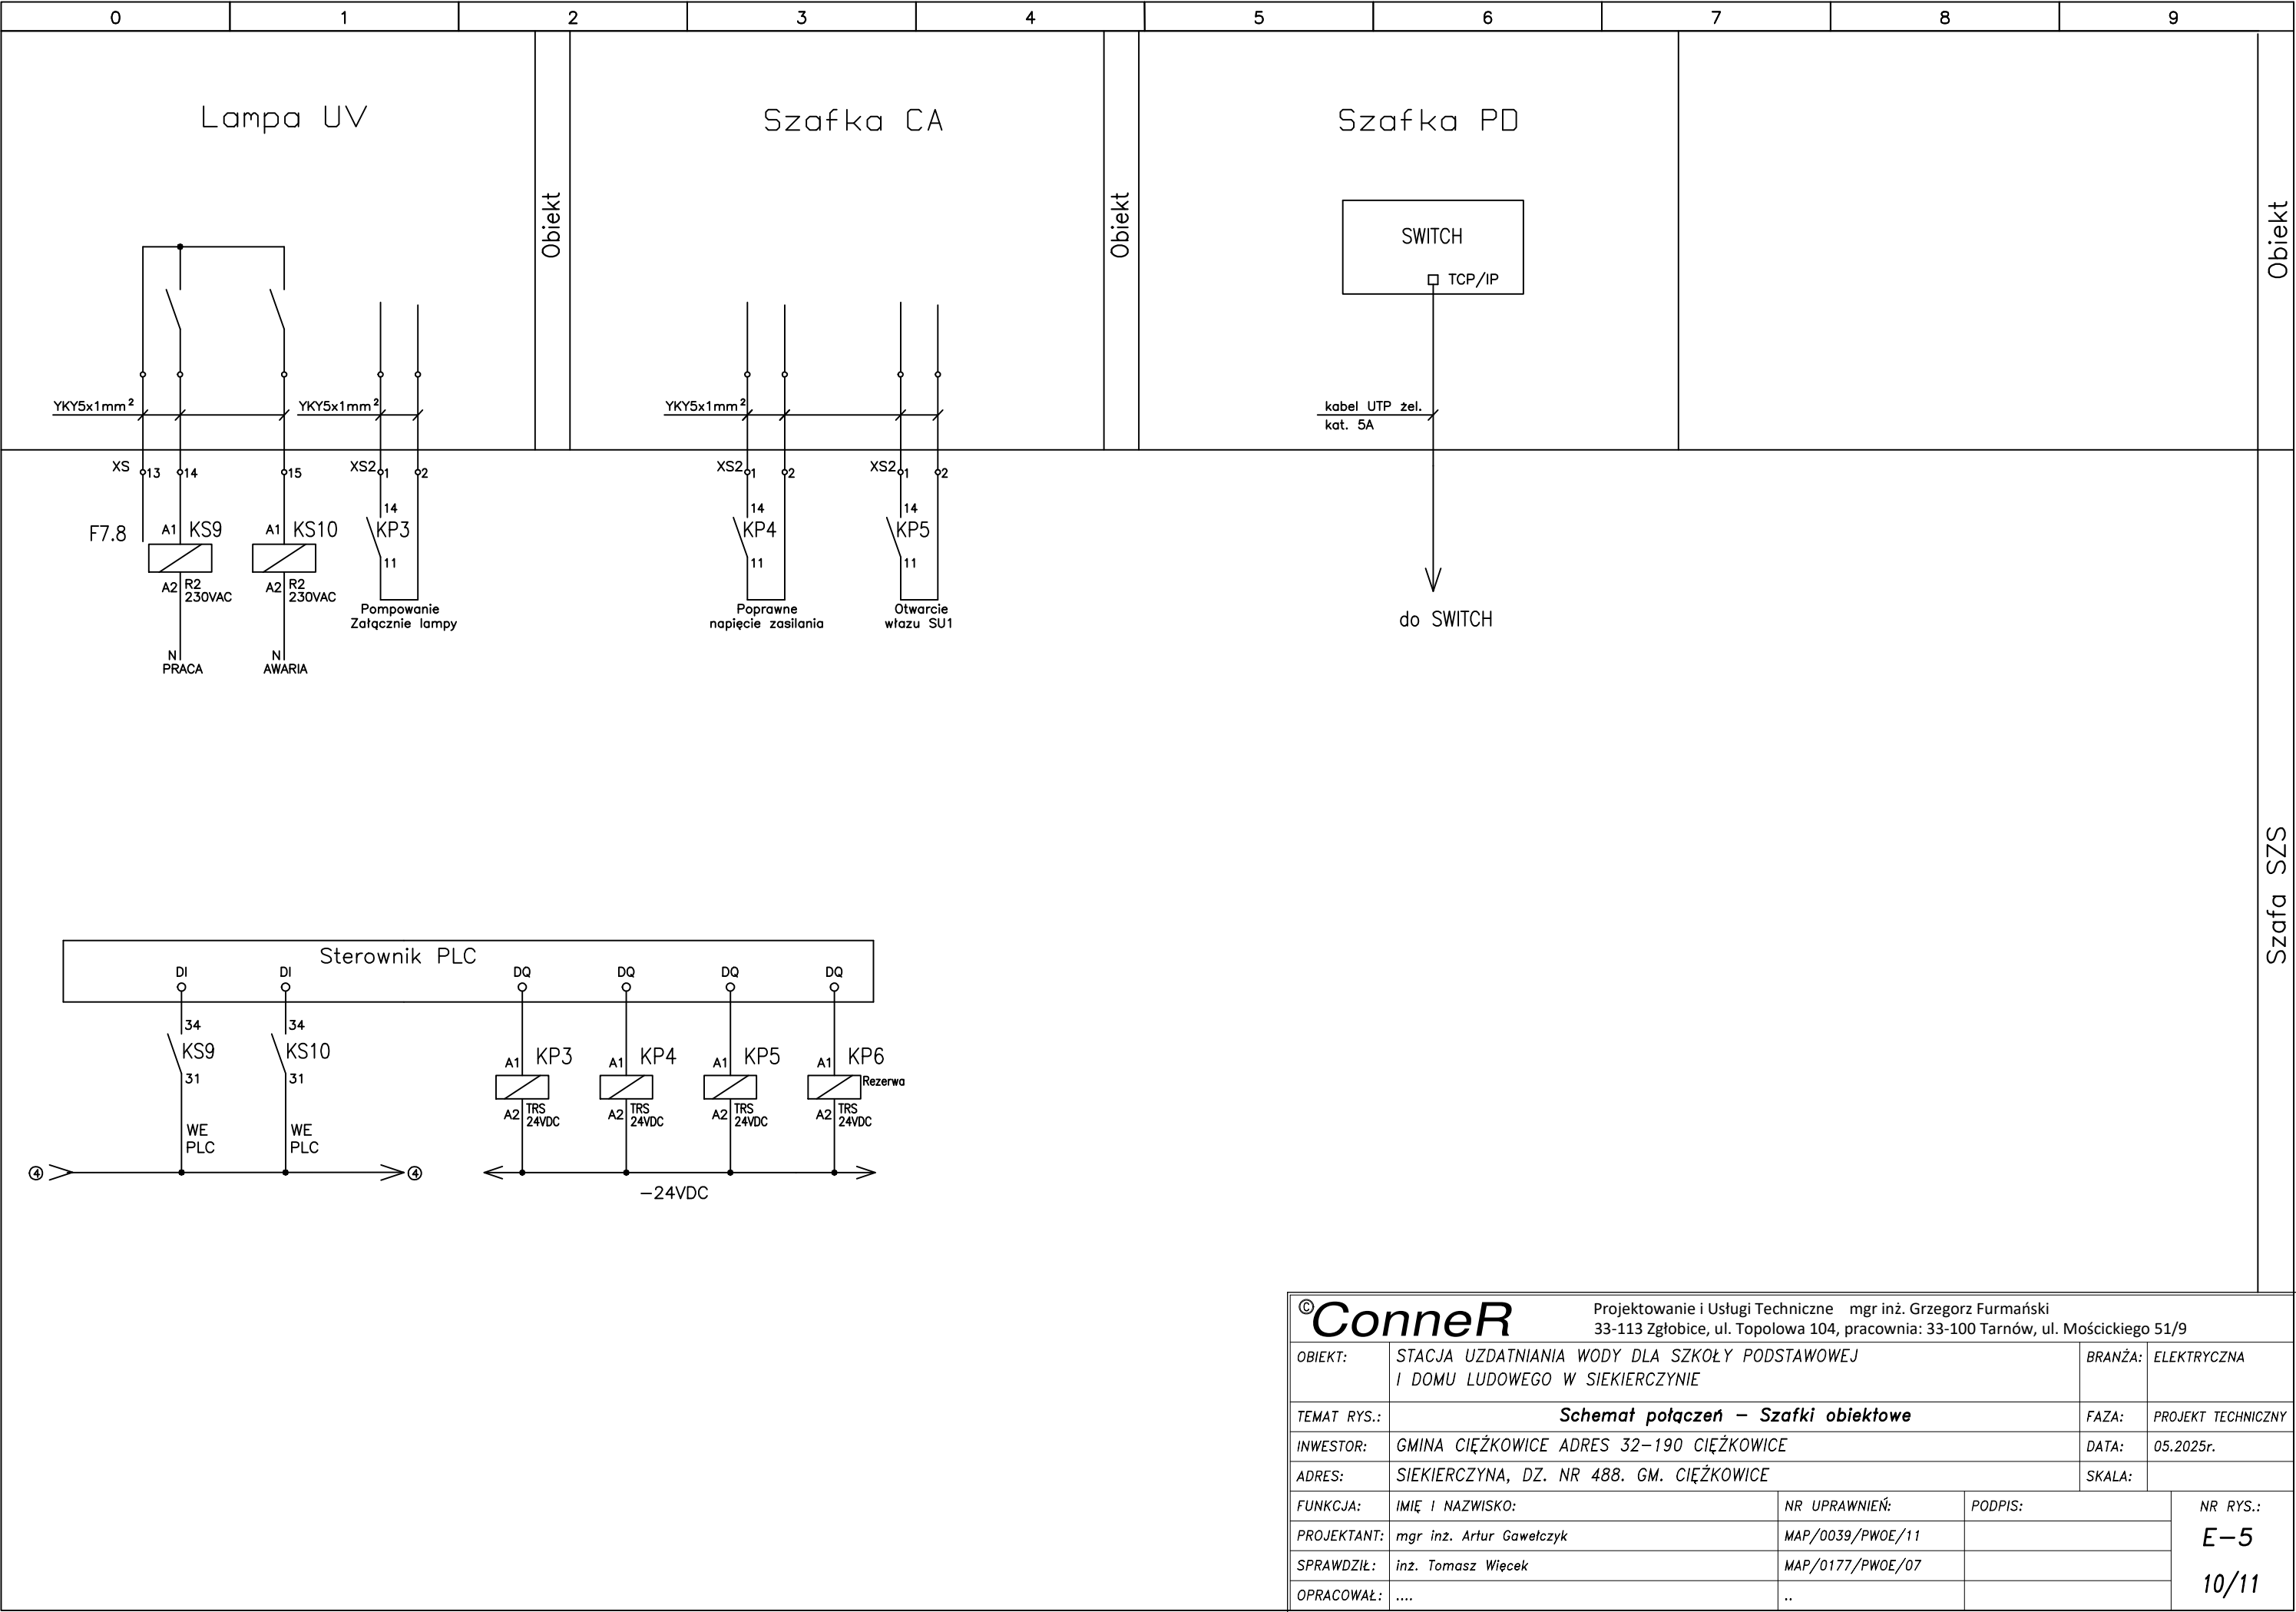 0 1 2 3 4 5 6 7 8 9
Lampa UV
Szafka CA
Szafka PD
Obiekt
Obiekt
Obiekt
SWITCH
TCP/IP
YKY5x1mm²
YKY5x1mm²
YKY5x1mm²
kabel UTP żel.
kat. 5A
XS 13 14 15 XS2 1 2
XS2 1 2 XS2 1 2
F7.8
A1 KS9
A2 R2
230VAC
N
PRACA
A1 KS10
A2 R2
230VAC
N
AWARIA
14
KP3
11
Pompowanie
Załącznie lampy
14
KP4
11
Poprawne
napięcie zasilania
14
KP5
11
Otwarcie
włazu SU1
do SWITCH
Szafa SZS
Sterownik PLC
DI DI DQ DQ DQ DQ
34
KS9
31
WE
PLC
34
KS10
31
WE
PLC
A1 KP3
A2 TRS
24VDC
A1 KP4
A2 TRS
24VDC
A1 KP5
A2 TRS
24VDC
A1 KP6
Rezerwa
A2 TRS
24VDC
4 4
-24VDC
©ConneR
Projektowanie i Usługi Techniczne mgr inż. Grzegorz Furmański
33-113 Zgłobice, ul. Topolowa 104, pracownia: 33-100 Tarnów, ul. Mościckiego 51/9
OBIEKT: STACJA UZDATNIANIA WODY DLA SZKOŁY PODSTAWOWEJ
I DOMU LUDOWEGO W SIEKIERCZYNIE
BRANŻA: ELEKTRYCZNA
TEMAT RYS.: Schemat połączeń – Szafki obiektowe
FAZA: PROJEKT TECHNICZNY
INWESTOR: GMINA CIĘŻKOWICE ADRES 32-190 CIĘŻKOWICE
DATA: 05.2025r.
ADRES: SIEKIERCZYNA, DZ. NR 488. GM. CIĘŻKOWICE
SKALA:
FUNKCJA: IMIĘ I NAZWISKO: NR UPRAWNIEŃ: PODPIS: NR RYS.:
PROJEKTANT: mgr inż. Artur Gawełczyk MAP/0039/PWOE/11
E-5
SPRAWDZIŁ: inż. Tomasz Więcek MAP/0177/PWOE/07
10/11
OPRACOWAŁ: .... ..